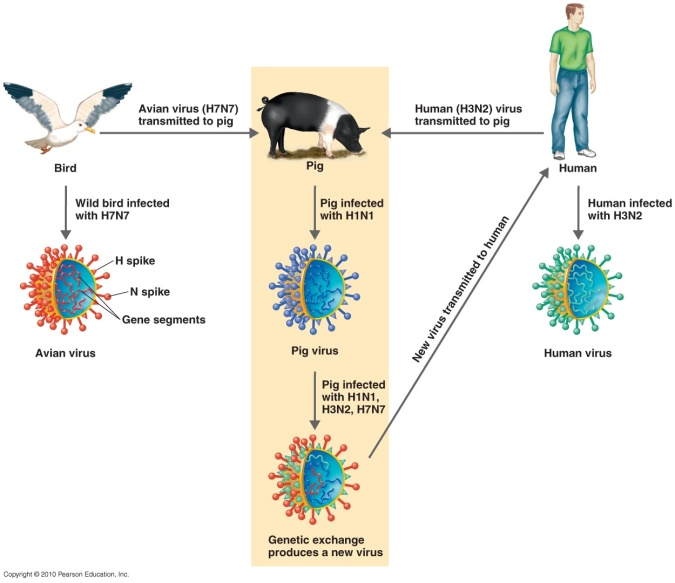 Avian virus (H7N7)
transmitted to pig
Human (H3N2) virus
transmitted to pig
Bird
Pig
Human
Wild bird infected
with H7N7
Pig infected
with H1N1
Human infected
with H3N2
H spike
N spike
Gene segments
New virus transmitted to human
Avian virus
Pig virus
Human virus
Pig infected
with H1N1,
H3N2, H7N7
Genetic exchange
produces a new virus
Copyright © 2010 Pearson Education, Inc.